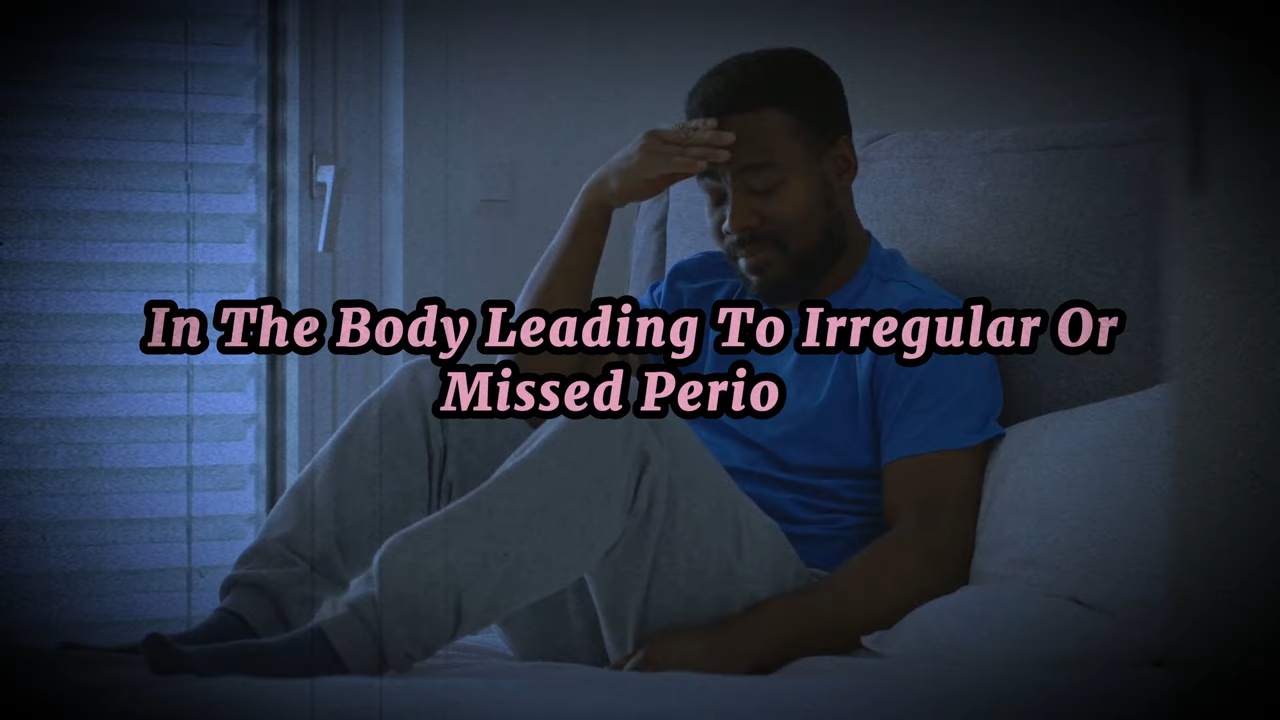 In The Body Leading To Irregular Or
Missed Perio